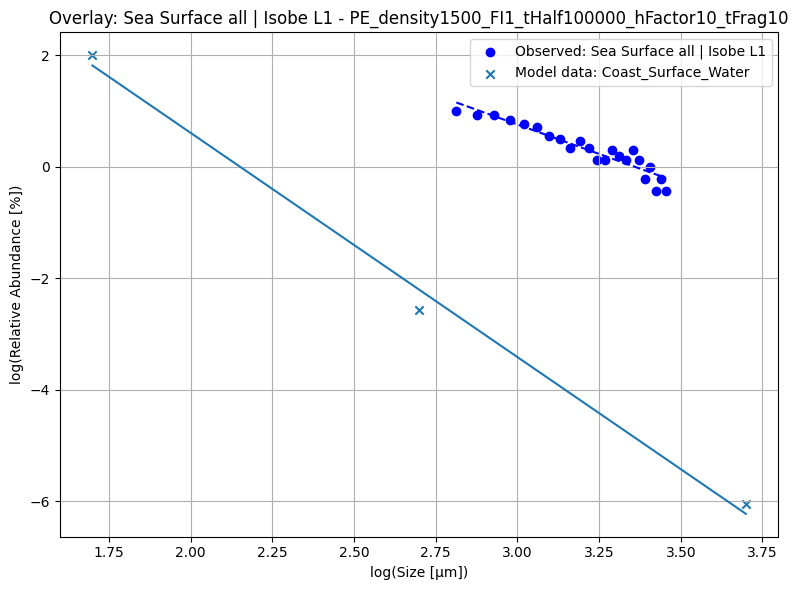 Overlay: Sea Surface all | Isobe L1 - PE_density1500_FI1_tHalf100000_hFactor10_tFrag10
Observed: Sea Surface all | Isobe L1
Model data: Coast_Surface_Water
log(Relative Abundance [%])
2
0
−2
−4
−6
1.75 2.00 2.25 2.50 2.75 3.00 3.25 3.50 3.75
log(Size [μm])